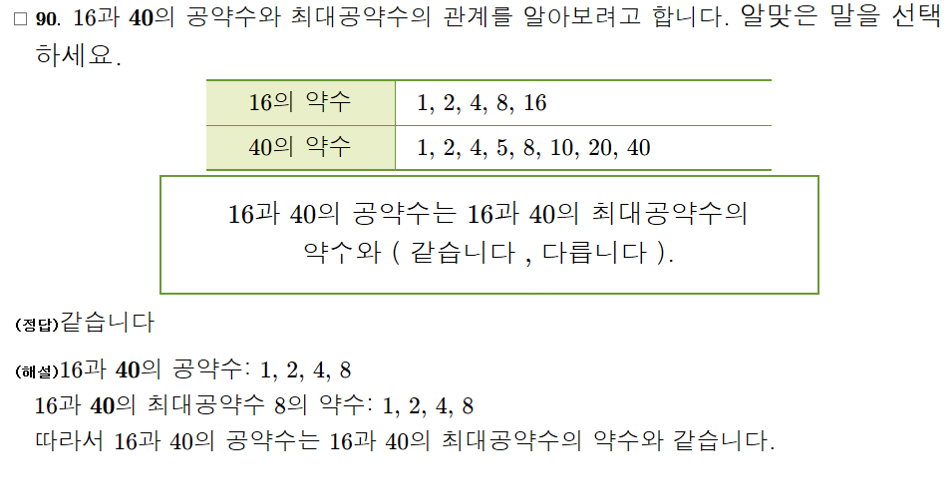 □ 90. 16과 40의 공약수와 최대공약수의 관계를 알아보려고 합니다. 알맞은 말을 선택
하세요.
16의 약수 1, 2, 4, 8, 16
40의 약수 1, 2, 4, 5, 8, 10, 20, 40
16과 40의 공약수는 16과 40의 최대공약수의
약수와 ( 같습니다 , 다릅니다 ).
(정답)같습니다
(해설)16과 40의 공약수: 1, 2, 4, 8
16과 40의 최대공약수 8의 약수: 1, 2, 4, 8
따라서 16과 40의 공약수는 16과 40의 최대공약수의 약수와 같습니다.